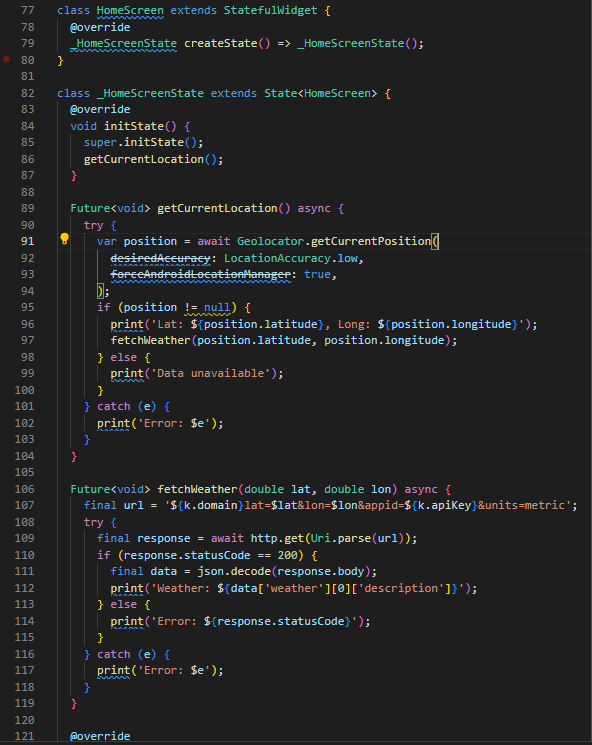 77 class HomeScreen extends StatefulWidget {
78   @override
79   _HomeScreenState createState() => _HomeScreenState();
80 }
81
82 class _HomeScreenState extends State<HomeScreen> {
83   @override
84   void initState() {
85     super.initState();
86     getCurrentLocation();
87   }
88
89   Future<void> getCurrentLocation() async {
90     try {
91       var position = await Geolocator.getCurrentPosition(
92         desiredAccuracy: LocationAccuracy.low,
93         forceAndroidLocationManager: true,
94       );
95       if (position != null) {
96         print('Lat: ${position.latitude}, Long: ${position.longitude}');
97         fetchWeather(position.latitude, position.longitude);
98       } else {
99         print('Data unavailable');
100       }
101     } catch (e) {
102       print('Error: $e');
103     }
104   }
105
106   Future<void> fetchWeather(double lat, double lon) async {
107     final url = '${k.domain}lat=$lat&lon=$lon&appid=${k.apiKey}&units=metric';
108     try {
109       final response = await http.get(Uri.parse(url));
110       if (response.statusCode == 200) {
111         final data = json.decode(response.body);
112         print('Weather: ${data['weather'][0]['description']}');
113       } else {
114         print('Error: ${response.statusCode}');
115       }
116     } catch (e) {
117       print('Error: $e');
118     }
119   }
120
121   @override